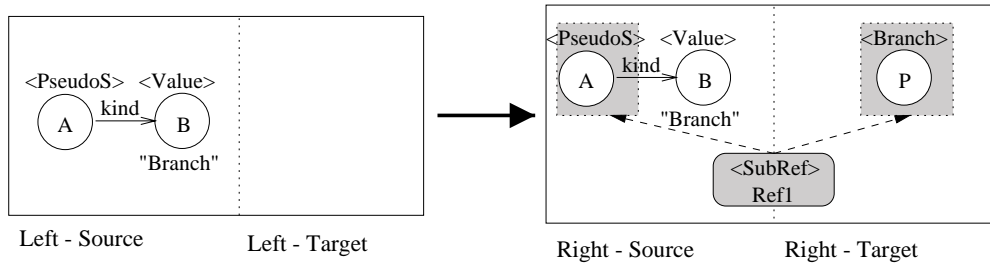 <PseudoS> <Value>
kind
A B
"Branch"
Left - Source Left - Target
<PseudoS> <Value> <Branch>
kind
A B P
"Branch"
<SubRef>
Ref1
Right - Source Right - Target